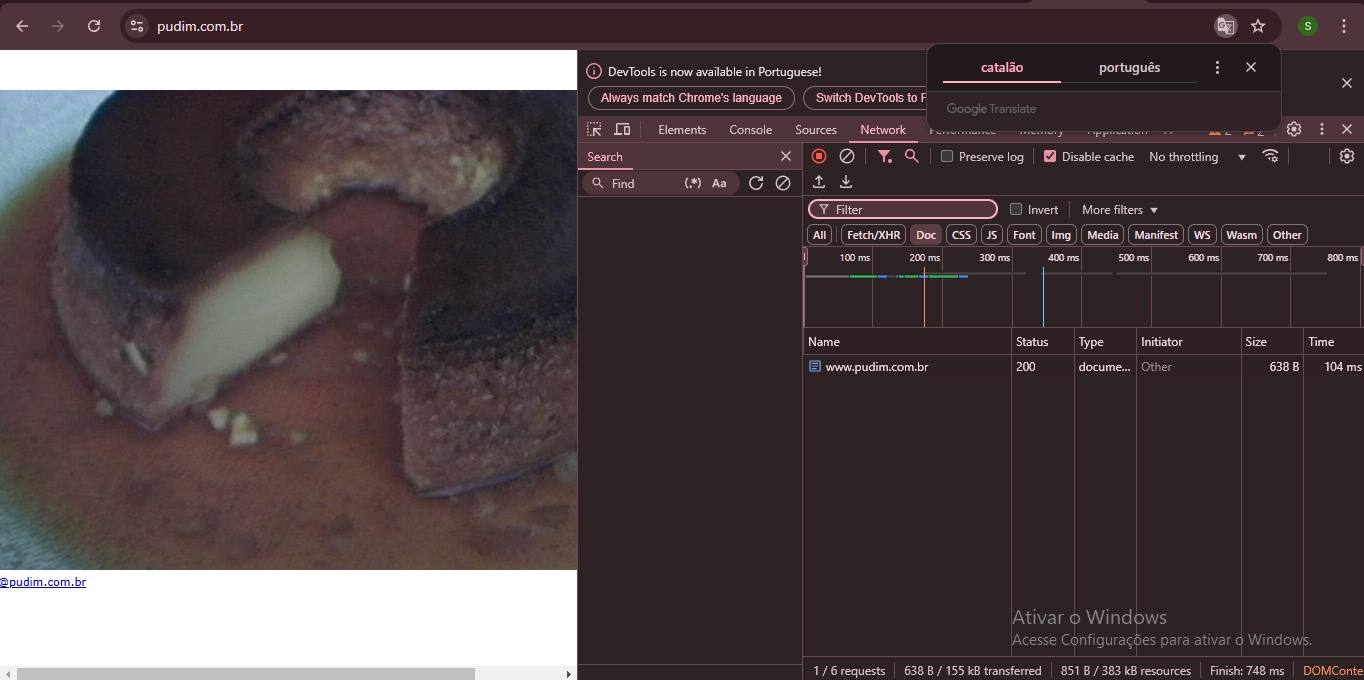 pudim.com.br
S
DevTools is now available in Portuguese!
Always match Chrome's language
Switch DevTools to
catalão
português
Google Translate
Elements
Console
Sources
Network
Application
Search
Preserve log
Disable cache
No throttling
Find
(.*)
Aa
Filter
Invert
More filters
All
Fetch/XHR
Doc
CSS
JS
Font
Img
Media
Manifest
WS
Wasm
Other
100 ms
200 ms
300 ms
400 ms
500 ms
600 ms
700 ms
800 ms
Name
Status
Type
Initiator
Size
Time
www.pudim.com.br
200
docume...
Other
638 B
104 ms
@pudim.com.br
Ativar o Windows
Acesse Configurações para ativar o Windows.
1 / 6 requests
638 B / 155 kB transferred
851 B / 383 kB resources
Finish: 748 ms
DOMConte